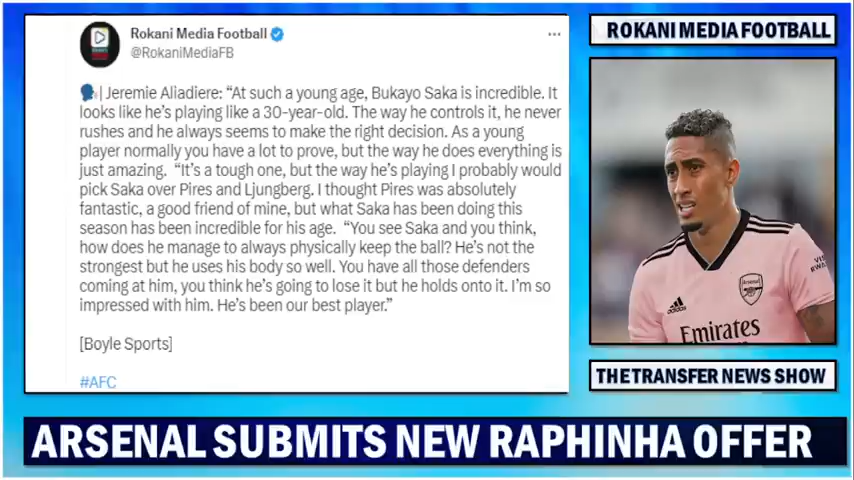 Rokani Media Football
@RokaniMediaFB
| Jeremie Aliadiere: “At such a young age, Bukayo Saka is incredible. It
looks like he’s playing like a 30-year-old. The way he controls it, he never
rushes and he always seems to make the right decision. As a young
player normally you have a lot to prove, but the way he does everything is
just amazing. “It’s a tough one, but the way he’s playing I probably would
pick Saka over Pires and Ljungberg. I thought Pires was absolutely
fantastic, a good friend of mine, but what Saka has been doing this
season has been incredible for his age. “You see Saka and you think,
how does he manage to always physically keep the ball? He’s not the
strongest but he uses his body so well. You have all those defenders
coming at him, you think he’s going to lose it but he holds onto it. I’m so
impressed with him. He’s been our best player.”
[Boyle Sports]
#AFC
ROKANI MEDIA FOOTBALL
Arsenal
adidas
Emirates
VISIT
RWAN
THE TRANSFER NEWS SHOW
ARSENAL SUBMITS NEW RAPHINHA OFFER